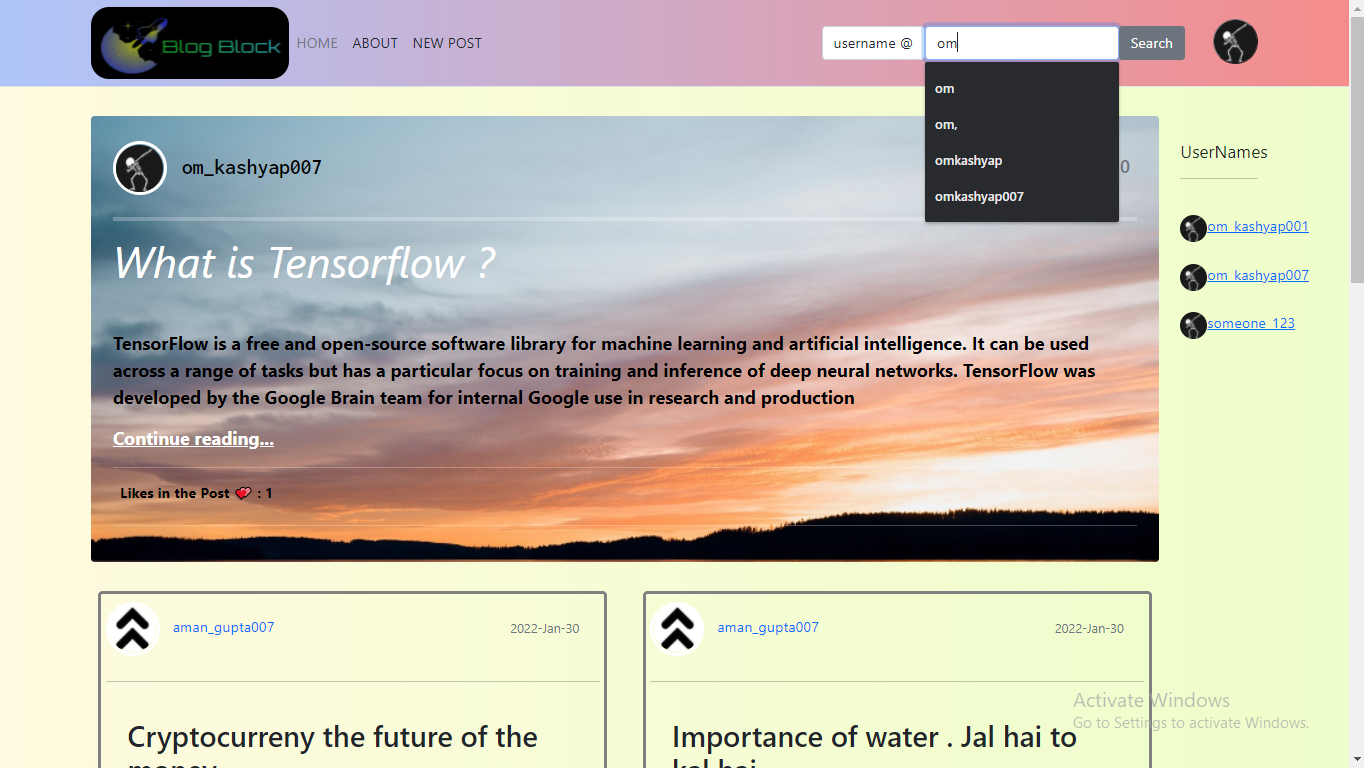 Blog Block
HOME ABOUT NEW POST
username @ om Search
om
om,
omkashyap
omkashyap007
om_kashyap007
0
What is Tensorflow ?
TensorFlow is a free and open-source software library for machine learning and artificial intelligence. It can be used
across a range of tasks but has a particular focus on training and inference of deep neural networks. TensorFlow was
developed by the Google Brain team for internal Google use in research and production
Continue reading...
Likes in the Post 💞 : 1
UserNames
om_kashyap001
om_kashyap007
someone_123
aman_gupta007 2022-Jan-30
Cryptocurreny the future of the
money
aman_gupta007 2022-Jan-30
Importance of water . Jal hai to
kal hai
Activate Windows
Go to Settings to activate Windows.